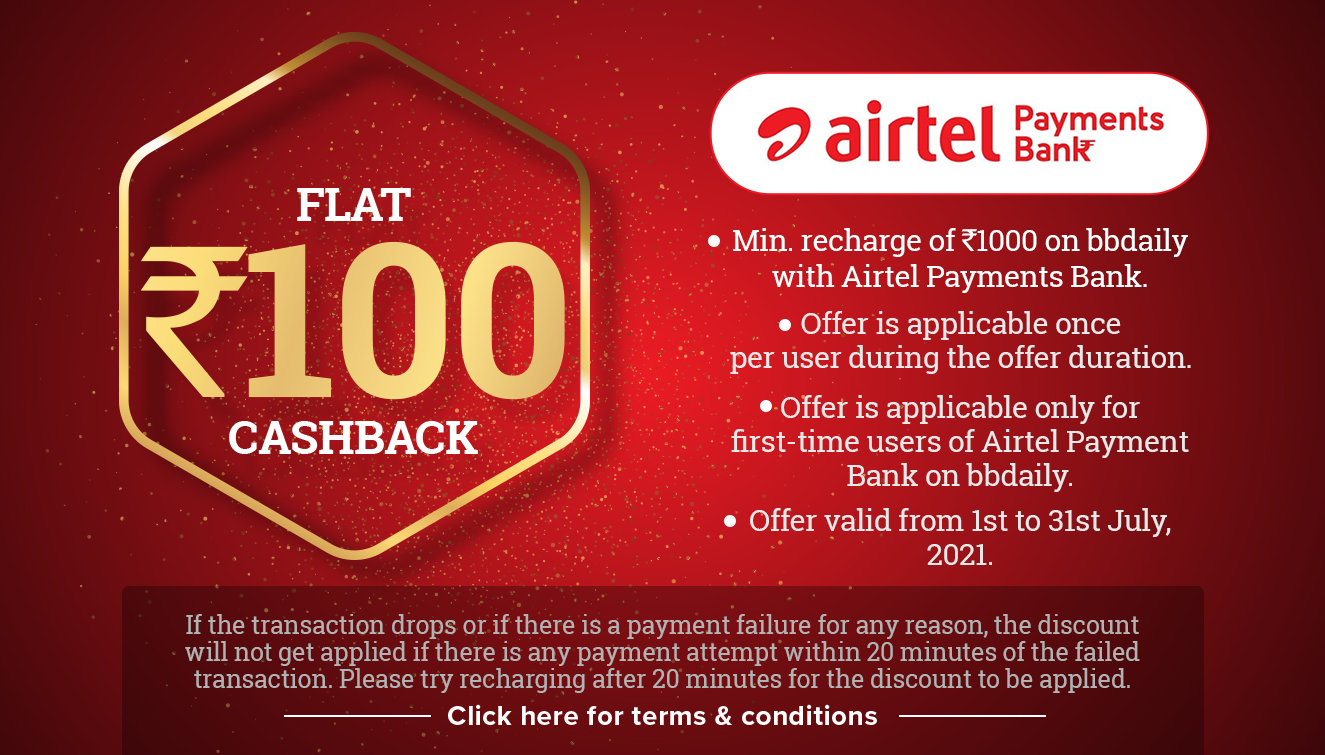 FLAT
₹100
CASHBACK
airtel Payments
Bank
• Min. recharge of ₹1000 on bbdaily
with Airtel Payments Bank.
• Offer is applicable once
per user during the offer duration.
• Offer is applicable only for
first-time users of Airtel Payment
Bank on bbdaily.
• Offer valid from 1st to 31st July,
2021.
If the transaction drops or if there is a payment failure for any reason, the discount
will not get applied if there is any payment attempt within 20 minutes of the failed
transaction. Please try recharging after 20 minutes for the discount to be applied.
Click here for terms & conditions